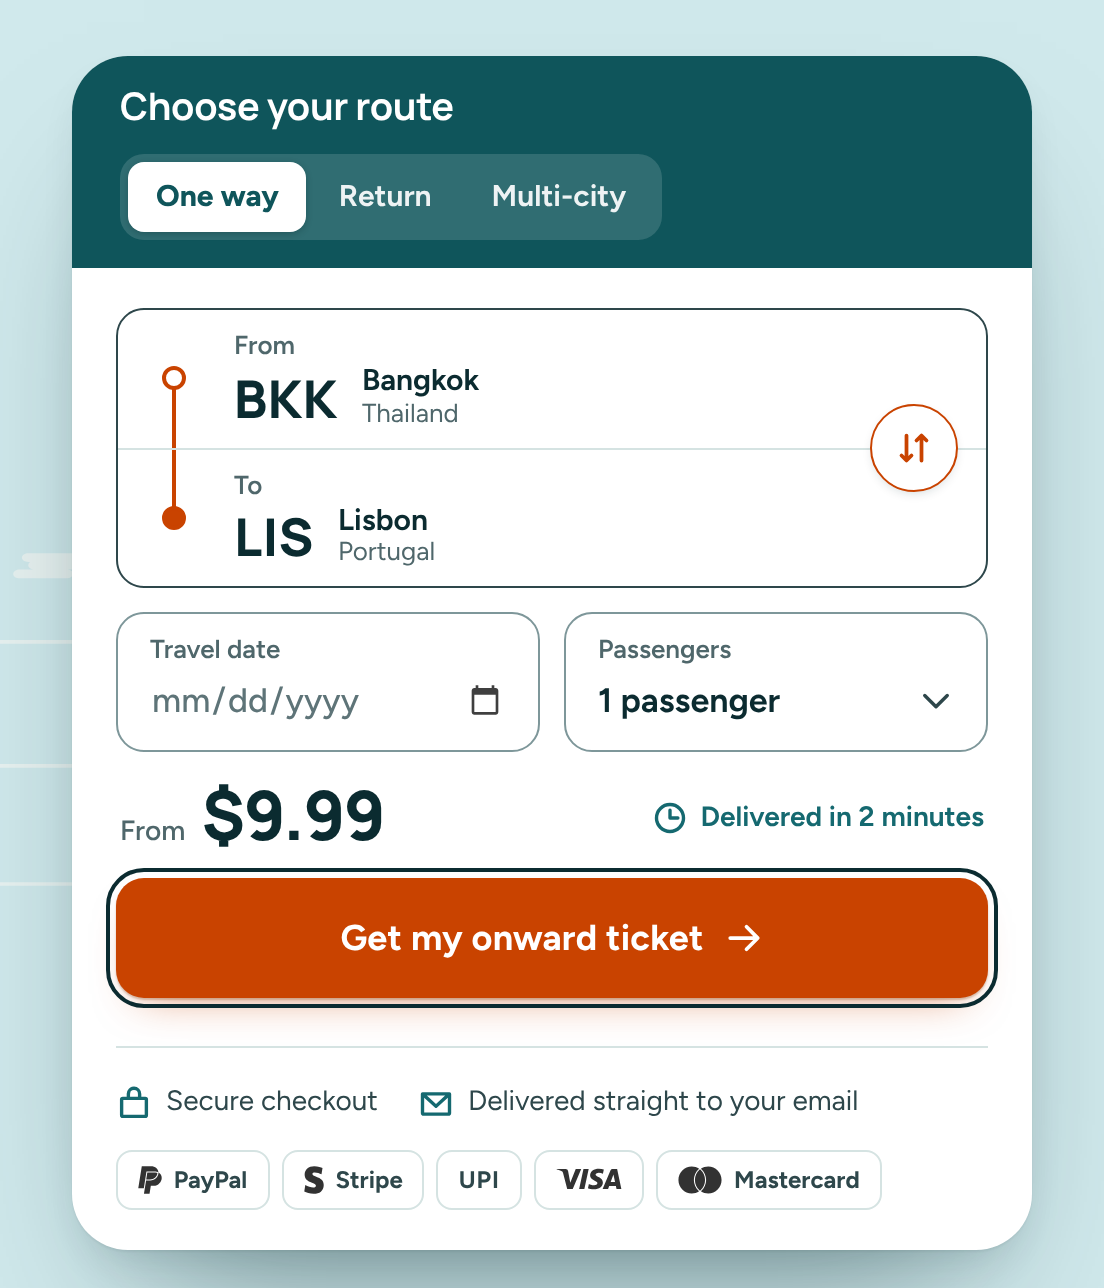 Choose your route
One way Return Multi-city
From
BKK Bangkok
Thailand
To
LIS Lisbon
Portugal
Travel date
mm/dd/yyyy
Passengers
1 passenger
From $9.99
Delivered in 2 minutes
Get my onward ticket
Secure checkout
Delivered straight to your email
PayPal
Stripe
UPI
VISA
Mastercard